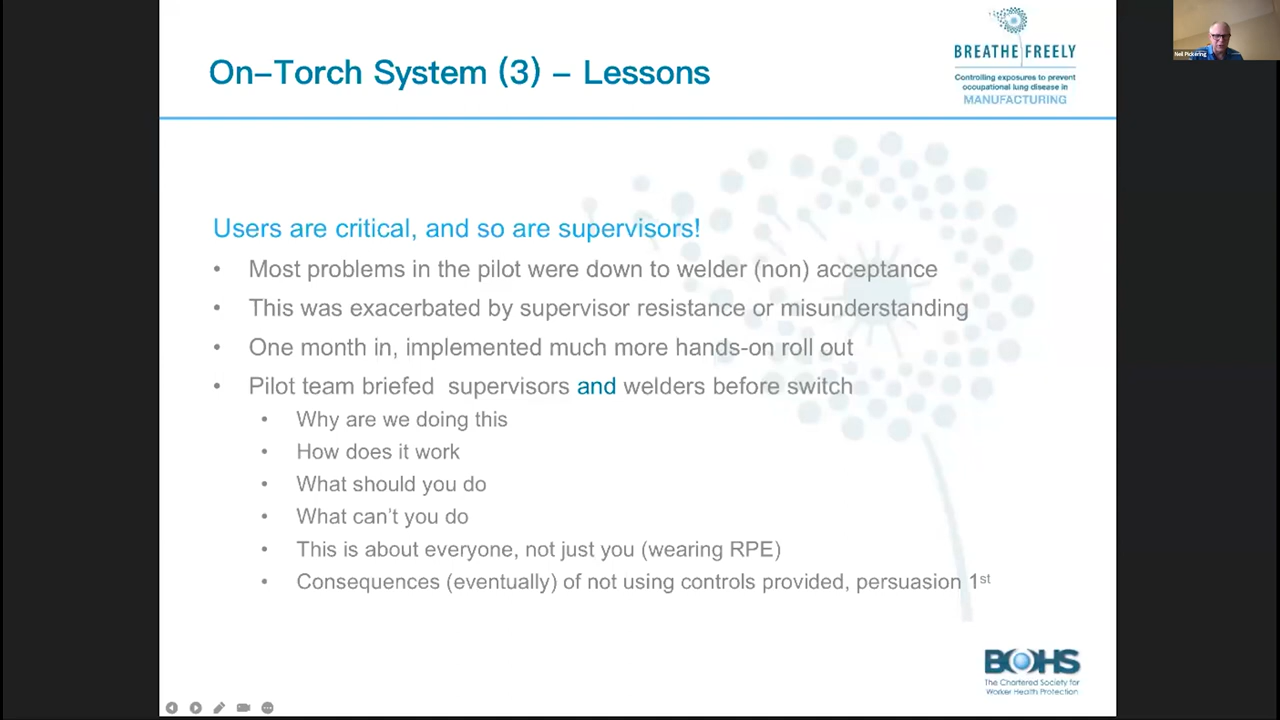 On-Torch System (3) – Lessons
BREATHE FREELY
Controlling exposures to prevent
occupational lung disease in
MANUFACTURING
Neil Pickering
Users are critical, and so are supervisors!
• Most problems in the pilot were down to welder (non) acceptance
• This was exacerbated by supervisor resistance or misunderstanding
• One month in, implemented much more hands-on roll out
• Pilot team briefed  supervisors and welders before switch
• Why are we doing this
• How does it work
• What should you do
• What can't you do
• This is about everyone, not just you (wearing RPE)
• Consequences (eventually) of not using controls provided, persuasion 1st
BOHS
The Chartered Society for
Worker Health Protection